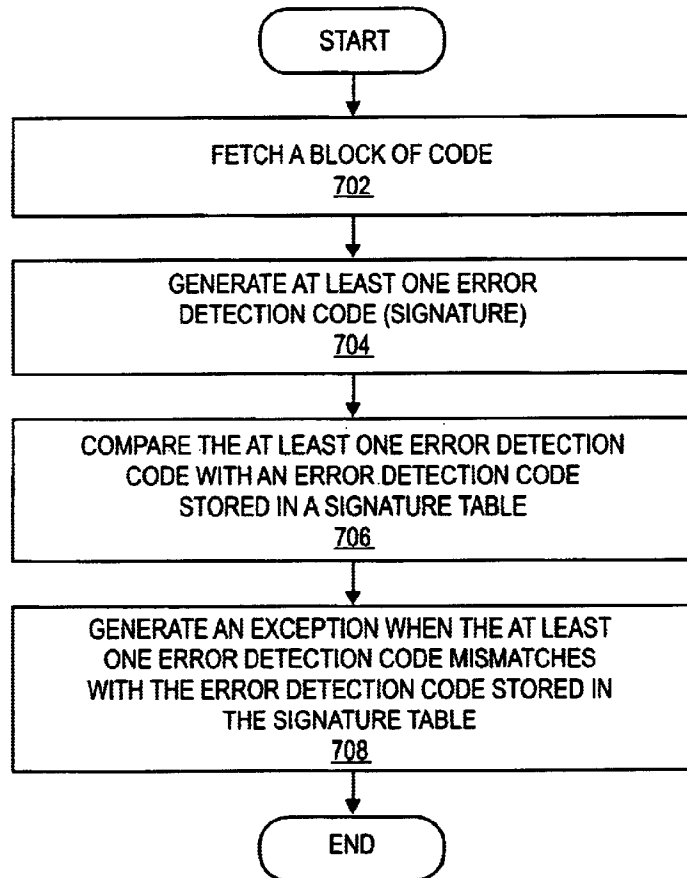 START
FETCH A BLOCK OF CODE
702
GENERATE AT LEAST ONE ERROR
DETECTION CODE (SIGNATURE)
704
COMPARE THE AT LEAST ONE ERROR DETECTION
CODE WITH AN ERROR DETECTION CODE
STORED IN A SIGNATURE TABLE
706
GENERATE AN EXCEPTION WHEN THE AT LEAST
ONE ERROR DETECTION CODE MISMATCHES
WITH THE ERROR DETECTION CODE STORED IN
THE SIGNATURE TABLE
708
END